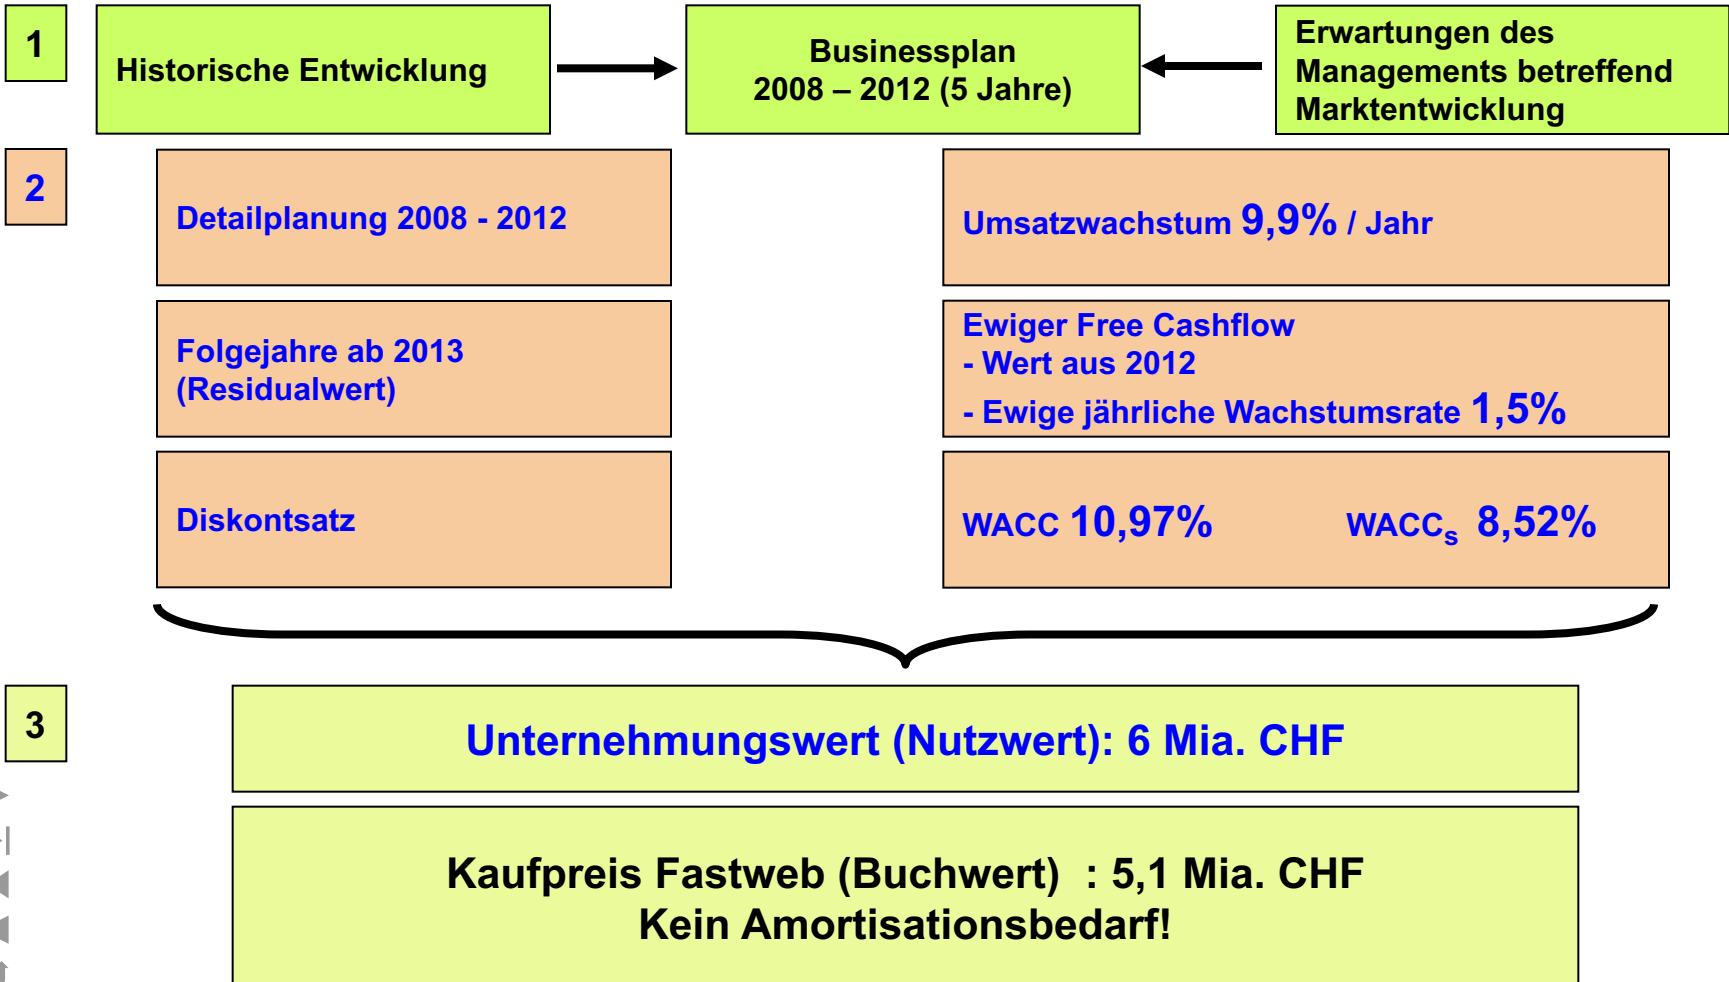 1
Historische Entwicklung
Businessplan
2008 – 2012 (5 Jahre)
Erwartungen des
Managements betreffend
Marktentwicklung
2
Detailplanung 2008 - 2012
Umsatzwachstum 9,9% / Jahr
Folgejahre ab 2013
(Residualwert)
Ewiger Free Cashflow
- Wert aus 2012
- Ewige jährliche Wachstumsrate 1,5%
Diskontsatz
WACC 10,97% WACCs 8,52%
3
Unternehmungswert (Nutzwert): 6 Mia. CHF
Kaufpreis Fastweb (Buchwert) : 5,1 Mia. CHF
Kein Amortisationsbedarf!